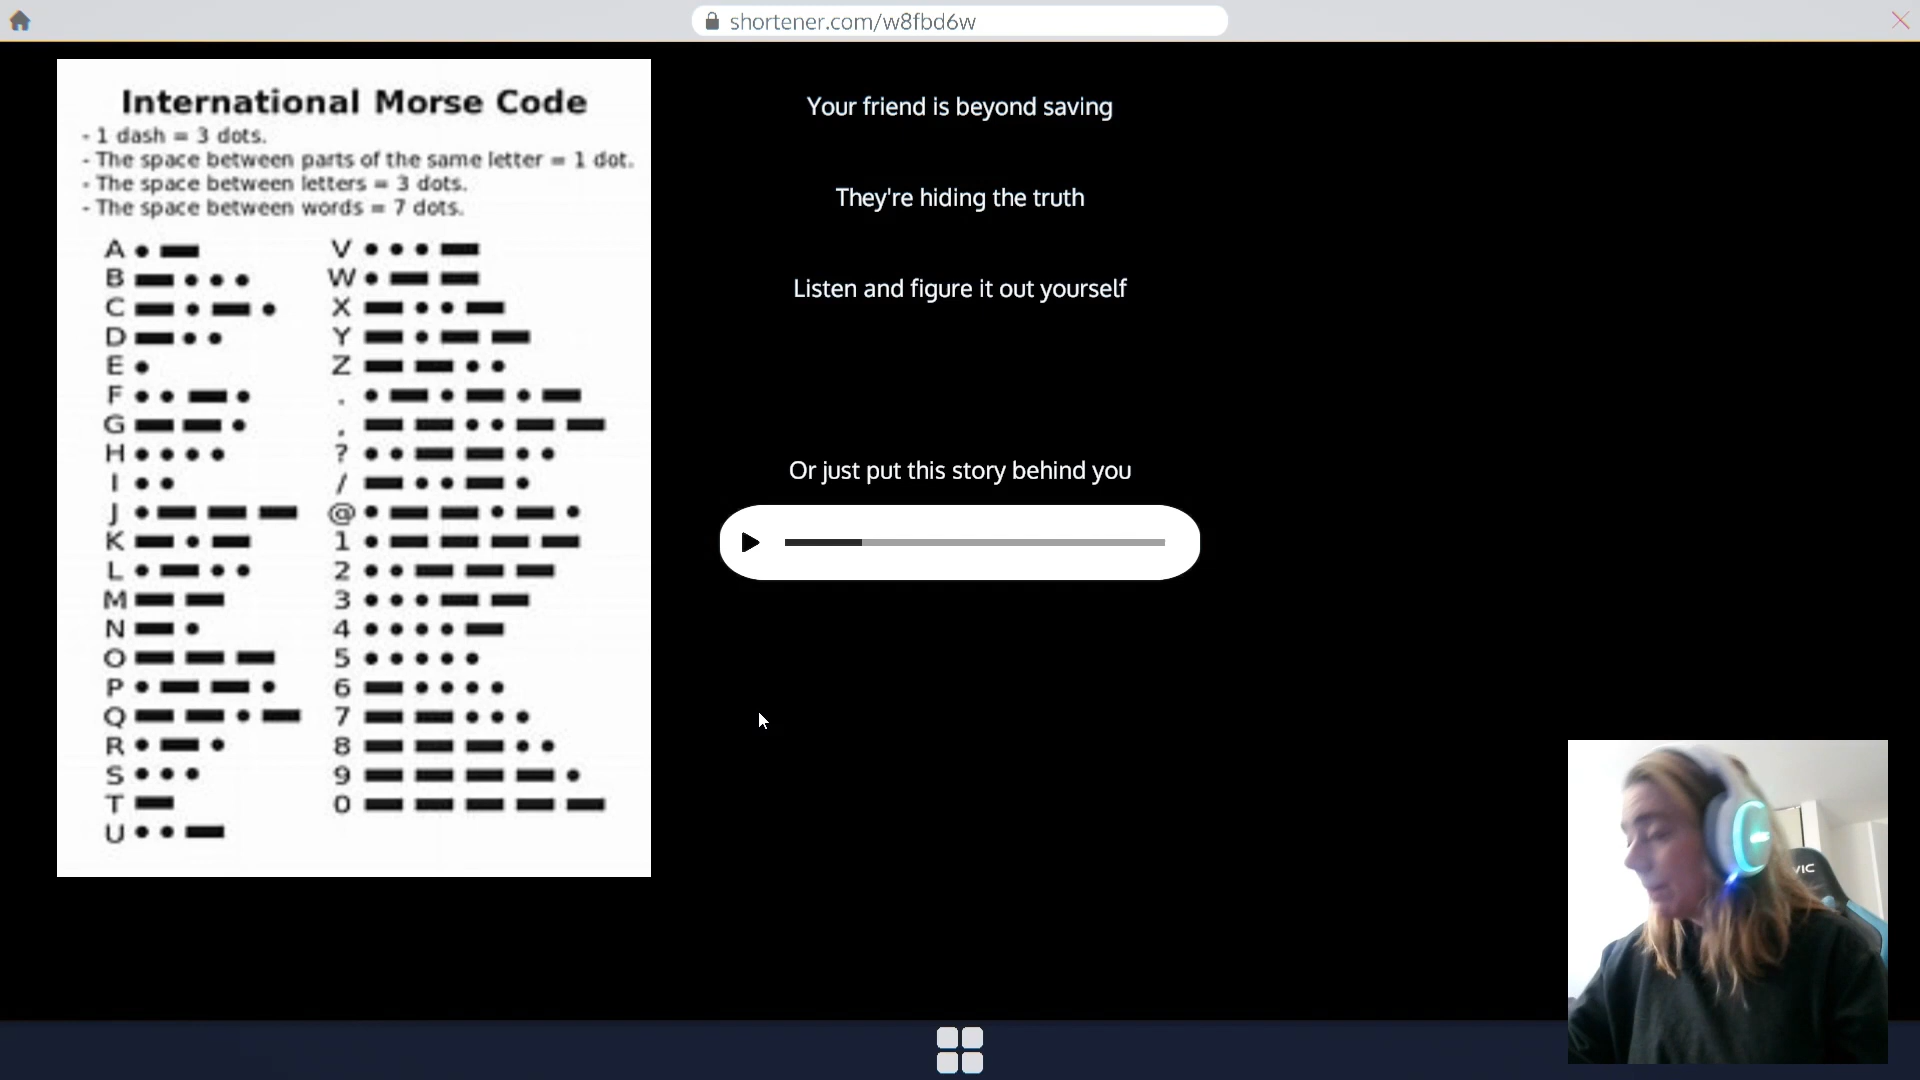 shortener.com/w8fbd6w
International Morse Code
- 1 dash = 3 dots.
- The space between parts of the same letter = 1 dot.
- The space between letters = 3 dots.
- The space between words = 7 dots.
A
B
C
D
E
F
G
H
I
J
K
L
M
N
O
P
Q
R
S
T
U
V
W
X
Y
Z
.
,
?
/
@
1
2
3
4
5
6
7
8
9
0
Your friend is beyond saving
They're hiding the truth
Listen and figure it out yourself
Or just put this story behind you